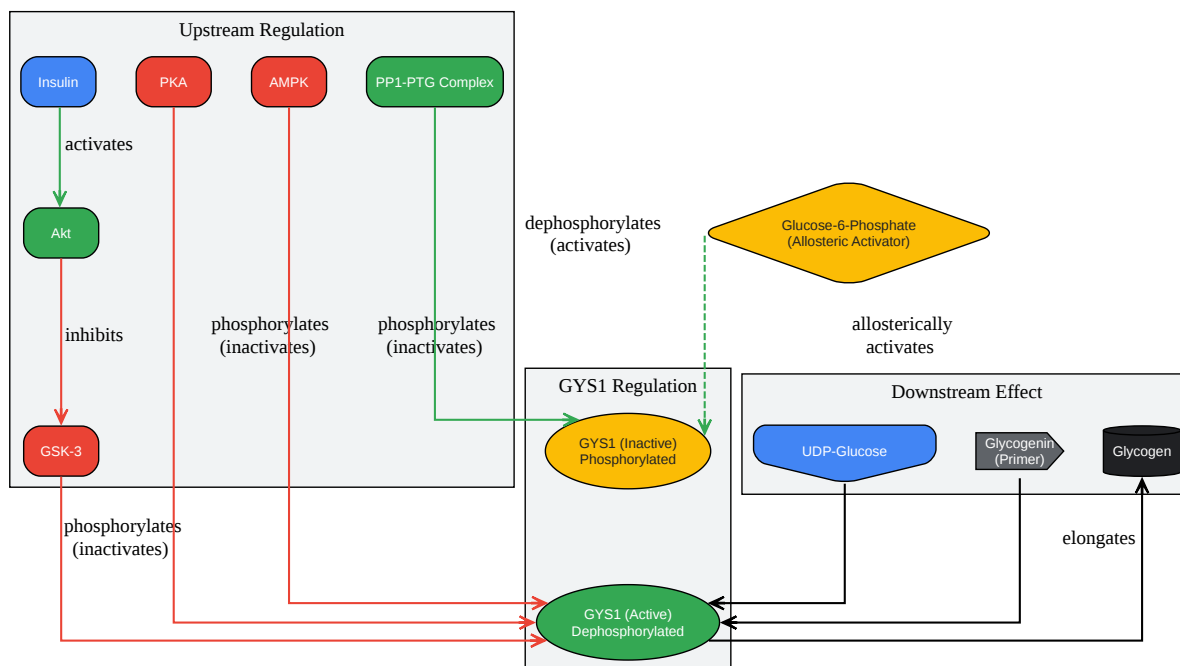 Upstream Regulation
Insulin
PKA
AMPK
PP1-PTG Complex
activates
Akt
dephosphorylates
(activates)
Glucose-6-Phosphate
(Allosteric Activator)
inhibits
phosphorylates
(inactivates)
phosphorylates
(inactivates)
allosterically
activates
GYS1 Regulation
Downstream Effect
GSK-3
GYS1 (Inactive)
Phosphorylated
UDP-Glucose
Glycogenin
(Primer)
Glycogen
phosphorylates
(inactivates)
elongates
GYS1 (Active)
Dephosphorylated